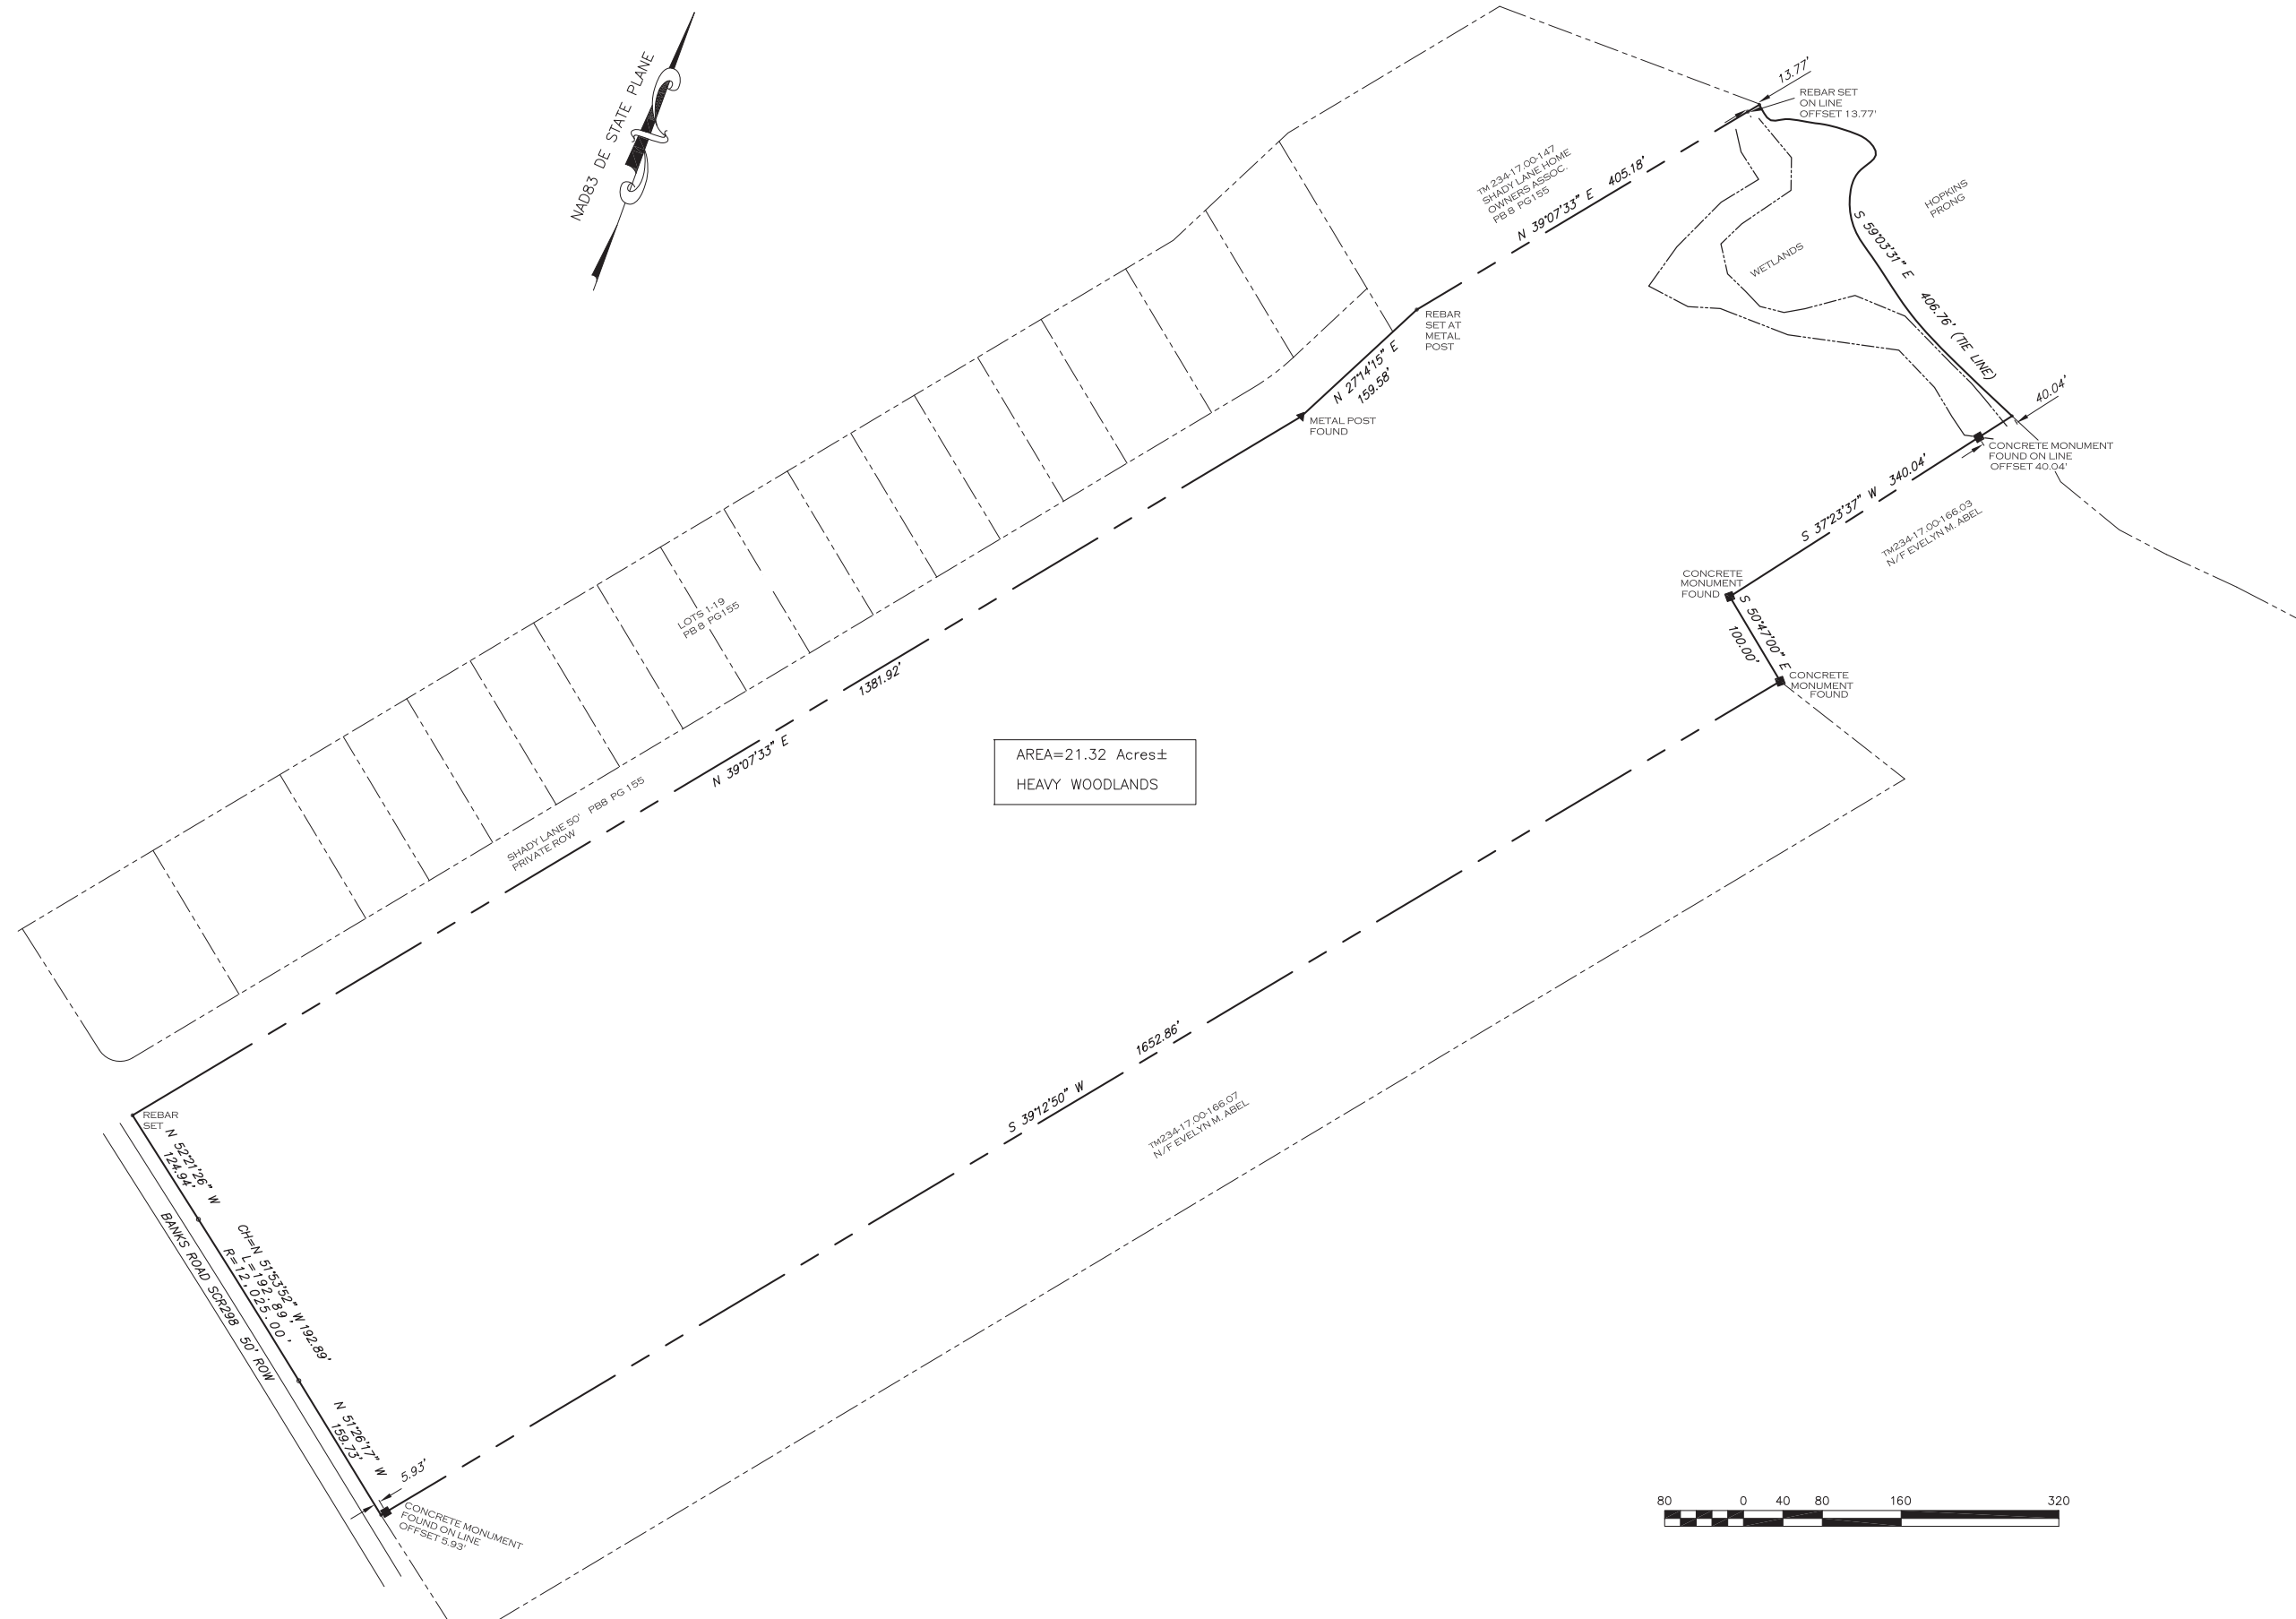 NAD83 DE STATE PLANE
13.77'
REBAR SET
ON LINE
OFFSET 13.77'
TM 234-17.00-147
SHADY LANE HOME
OWNERS ASSOC.
PB 8 PG 155
N 39°07'33" E 405.18'
HOPKINS
PRONG
S 59°03'31" E 406.76' (TIE LINE)
WETLANDS
REBAR
SET AT
METAL
POST
N 27°14'15" E
159.58'
METAL POST
FOUND
40.04'
CONCRETE MONUMENT
FOUND ON LINE
OFFSET 40.04'
S 37°23'37" W 340.04'
TM234-17.00-166.03
N/F EVELYN M. ABEL
CONCRETE
MONUMENT
FOUND
S 50°47'00" E
100.00'
CONCRETE
MONUMENT
FOUND
LOTS 1-19
PB 8 PG 155
1381.92'
N 39°07'33" E
SHADY LANE 50' PB8 PG 155
PRIVATE ROW
AREA=21.32 Acres±
HEAVY WOODLANDS
1652.86'
S 39°12'50" W
TM234-17.00-166.07
N/F EVELYN M. ABEL
REBAR
SET
N 52°21'26" W
124.94'
CH=N 51°53'52" W 192.89'
L=192.89'
R=12,025.00'
BANKS ROAD SCR298 50' ROW
N 51°26'17" W
159.73'
5.93'
CONCRETE MONUMENT
FOUND ON LINE
OFFSET 5.93'
80 0 40 80 160 320